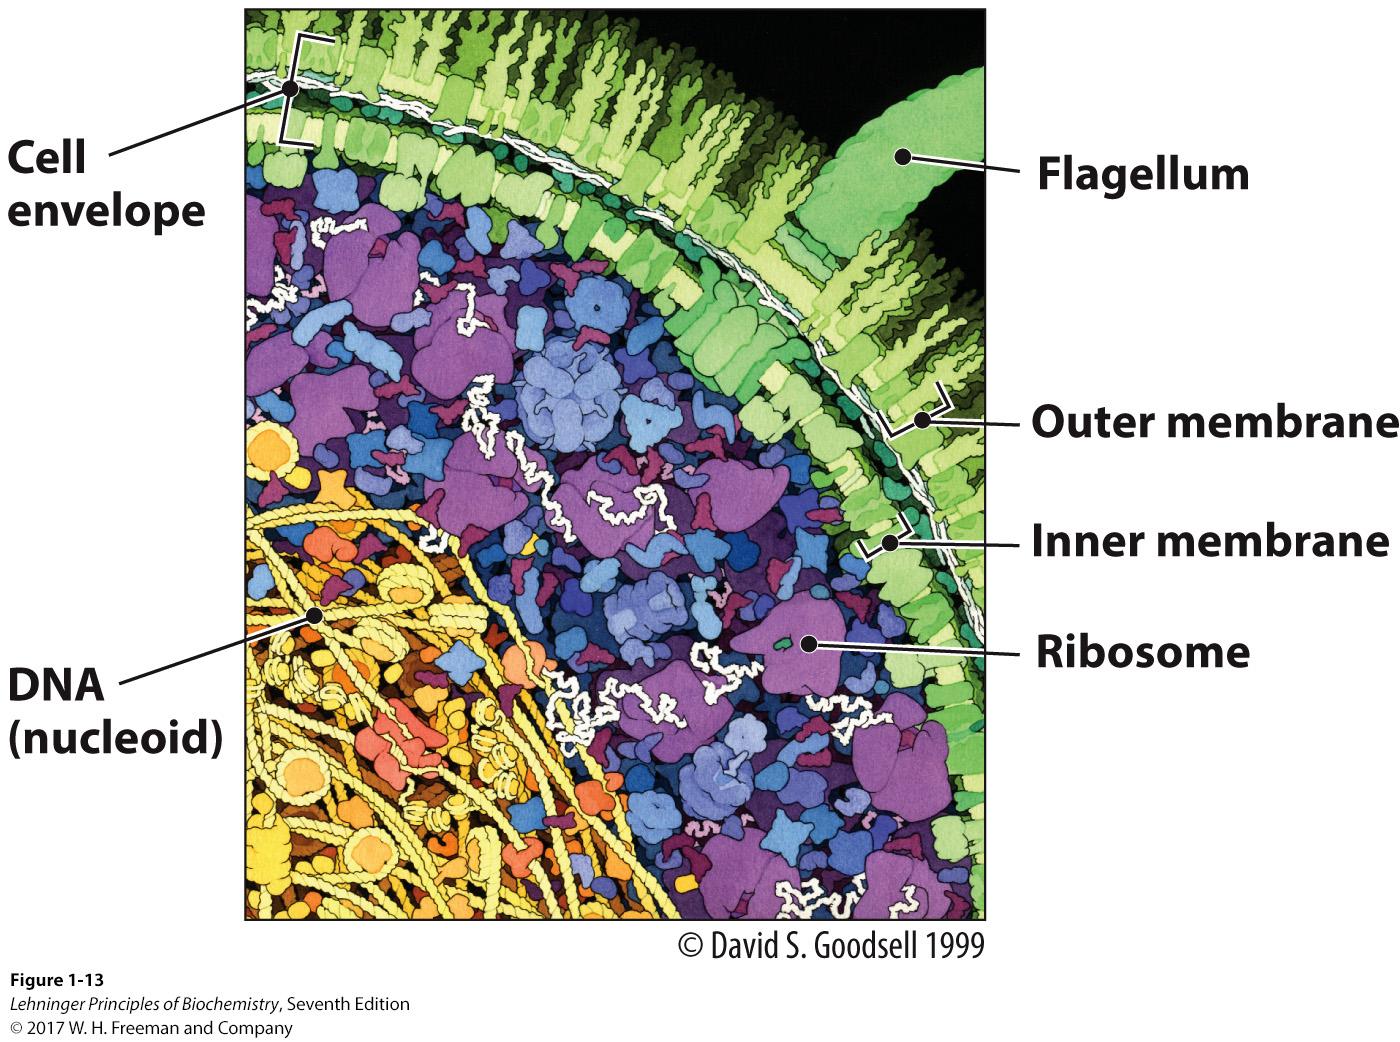 Cell
envelope
Flagellum
Outer membrane
Inner membrane
Ribosome
DNA
(nucleoid)
© David S. Goodsell 1999
Figure 1-13
Lehninger Principles of Biochemistry, Seventh Edition
© 2017 W. H. Freeman and Company